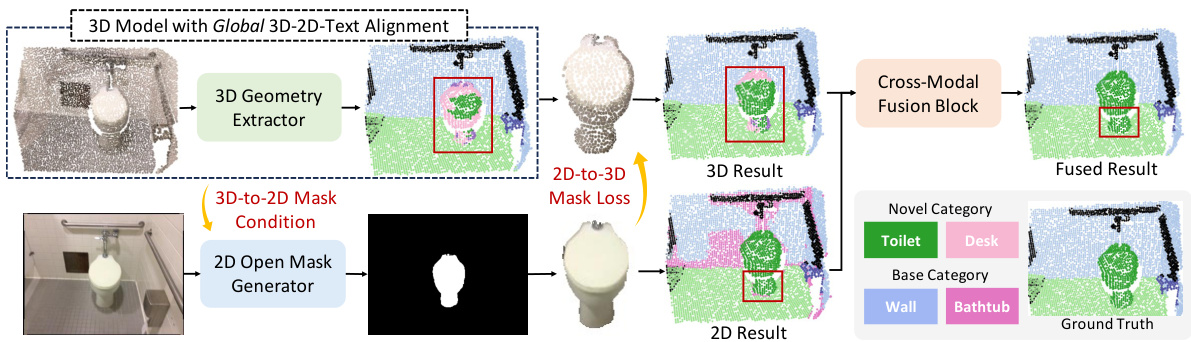 3D Model with Global 3D-2D-Text Alignment
3D Geometry
Extractor
Cross-Modal
Fusion Block
3D Result
Fused Result
3D-to-2D Mask
Condition
2D-to-3D
Mask Loss
2D Open Mask
Generator
2D Result
Novel Category
Toilet
Desk
Base Category
Wall
Bathtub
Ground Truth